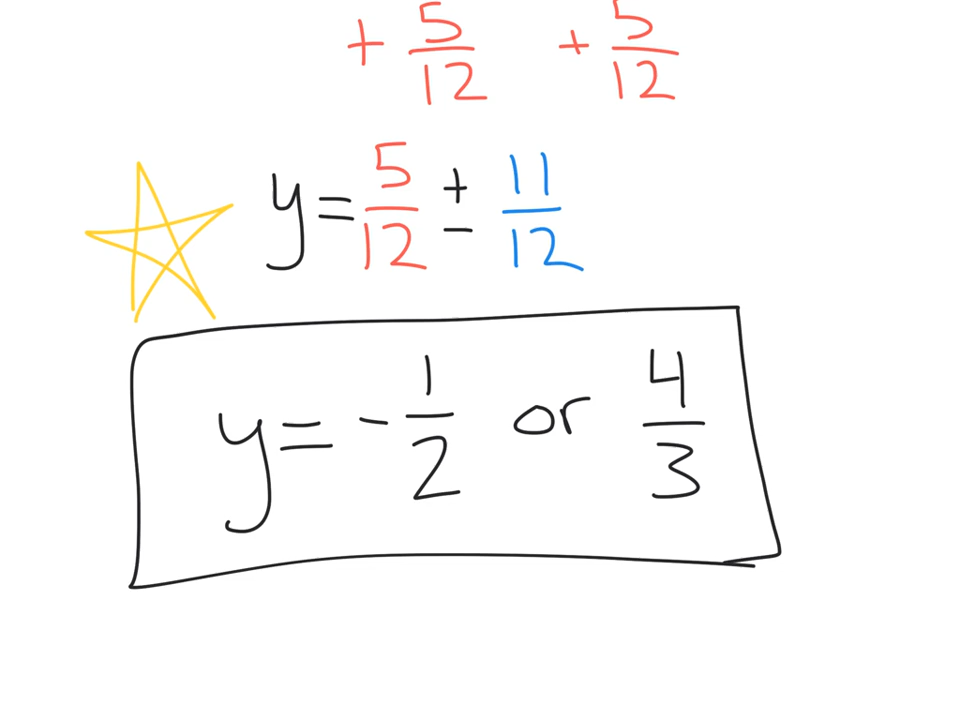 + 5/12 + 5/12
y = 5/12 ± 11/12
y = - 1/2 or 4/3